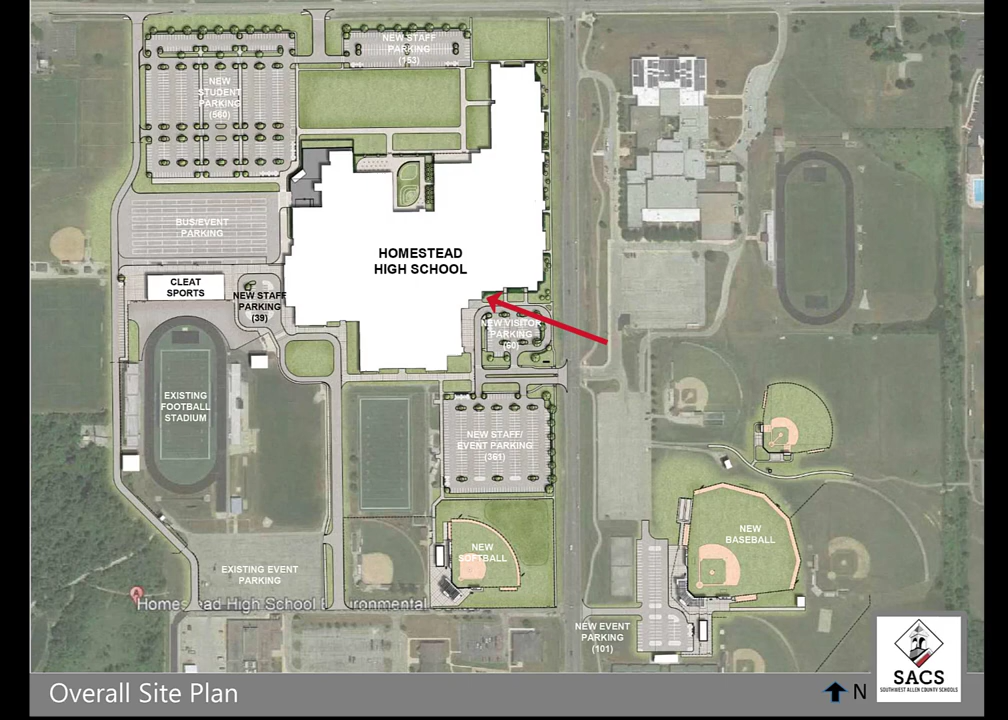 NEW STAFF
PARKING
(153)
NEW
STUDENT
PARKING
(560)
BUS/EVENT
PARKING
HOMESTEAD
HIGH SCHOOL
CLEAT
SPORTS
NEW STAFF
PARKING
(39)
NEW VISITOR
PARKING
(60)
EXISTING
FOOTBALL
STADIUM
NEW STAFF/
EVENT PARKING
(361)
NEW
SOFTBALL
NEW
BASEBALL
EXISTING EVENT
PARKING
A
Homestead High School Environmental
NEW EVENT
PARKING
(101)
Overall Site Plan
N
SACS
SOUTHWEST ALLEN COUNTY SCHOOLS